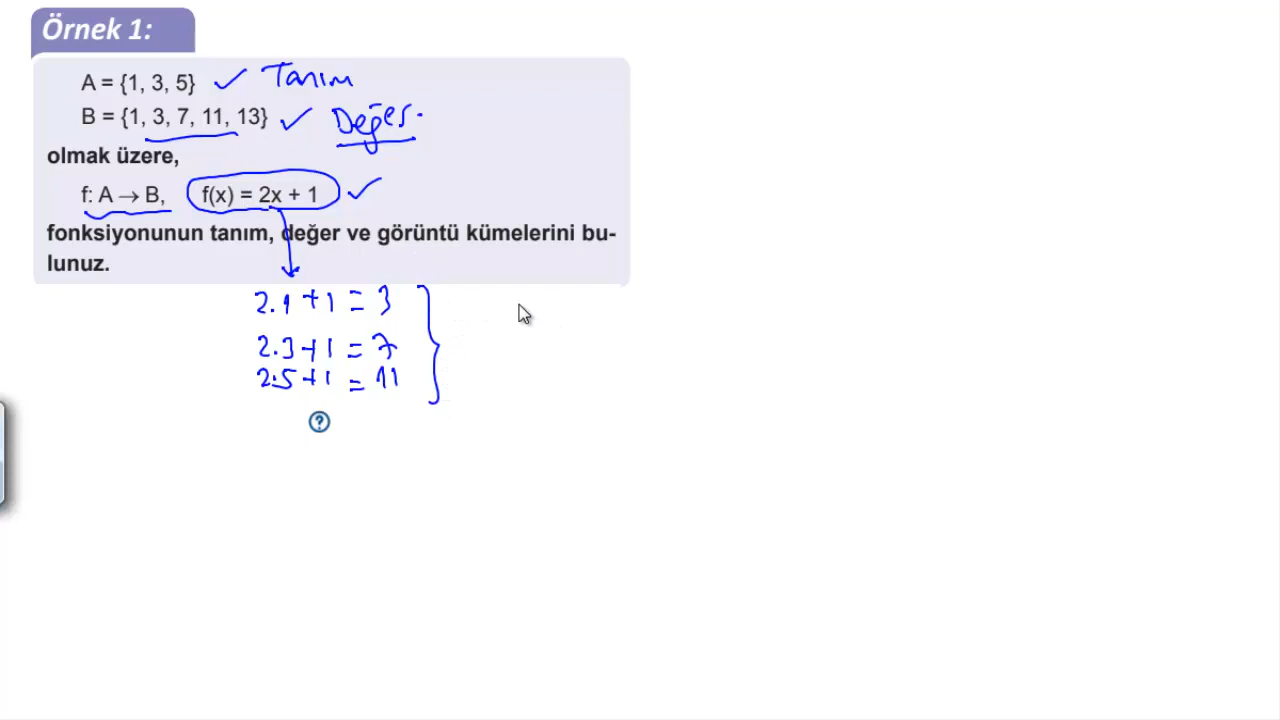 Örnek 1:
A = {1, 3, 5} ✓ Tanım
B = {1, 3, 7, 11, 13} ✓ Değer.
olmak üzere,
f: A → B, f(x) = 2x + 1 ✓
fonksiyonunun tanım, değer ve görüntü kümelerini bu-
lunuz.
2.1 + 1 = 3
2.3 + 1 = 7
2.5 + 1 = 11
?